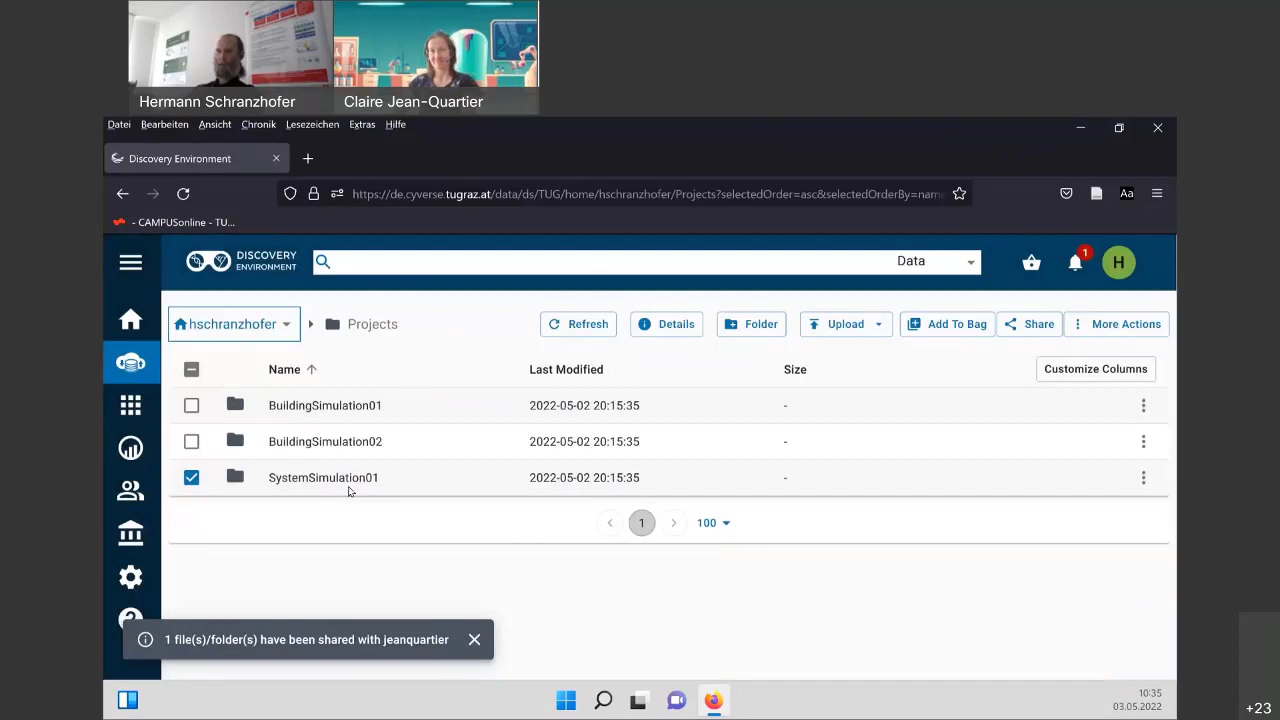 Hermann Schranzhofer
Claire Jean-Quartier
Datei Bearbeiten Ansicht Chronik Lesezeichen Extras Hilfe
Discovery Environment
https://de.cyverse.tugraz.at/data/ds/TUG/home/hschranzhofer/Projects?selectedOrder=asc&selectedOrderBy=nam
Aa
- CAMPUSonline - TU...
DISCOVERY
ENVIRONMENT
Data
1
H
hschranzhofer
Projects
Refresh
Details
Folder
Upload
Add To Bag
Share
More Actions
Name
Last Modified
Size
Customize Columns
BuildingSimulation01 2022-05-02 20:15:35 -
BuildingSimulation02 2022-05-02 20:15:35 -
SystemSimulation01 2022-05-02 20:15:35 -
1
100
1 file(s)/folder(s) have been shared with jeanquartier
10:35
03.05.2022
+23